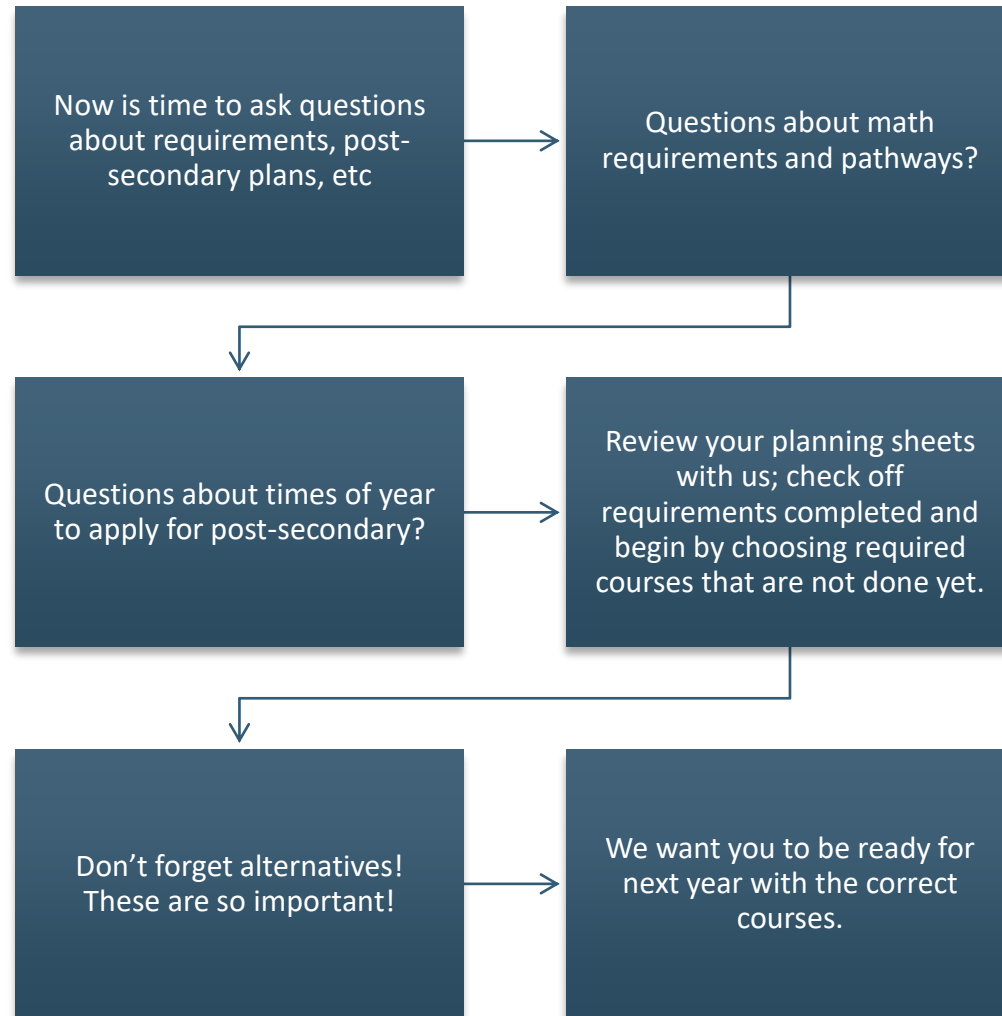 Now is time to ask questions
about requirements, post-
secondary plans, etc
Questions about math
requirements and pathways?
Questions about times of year
to apply for post-secondary?
Review your planning sheets
with us; check off
requirements completed and
begin by choosing required
courses that are not done yet.
Don’t forget alternatives!
These are so important!
We want you to be ready for
next year with the correct
courses.